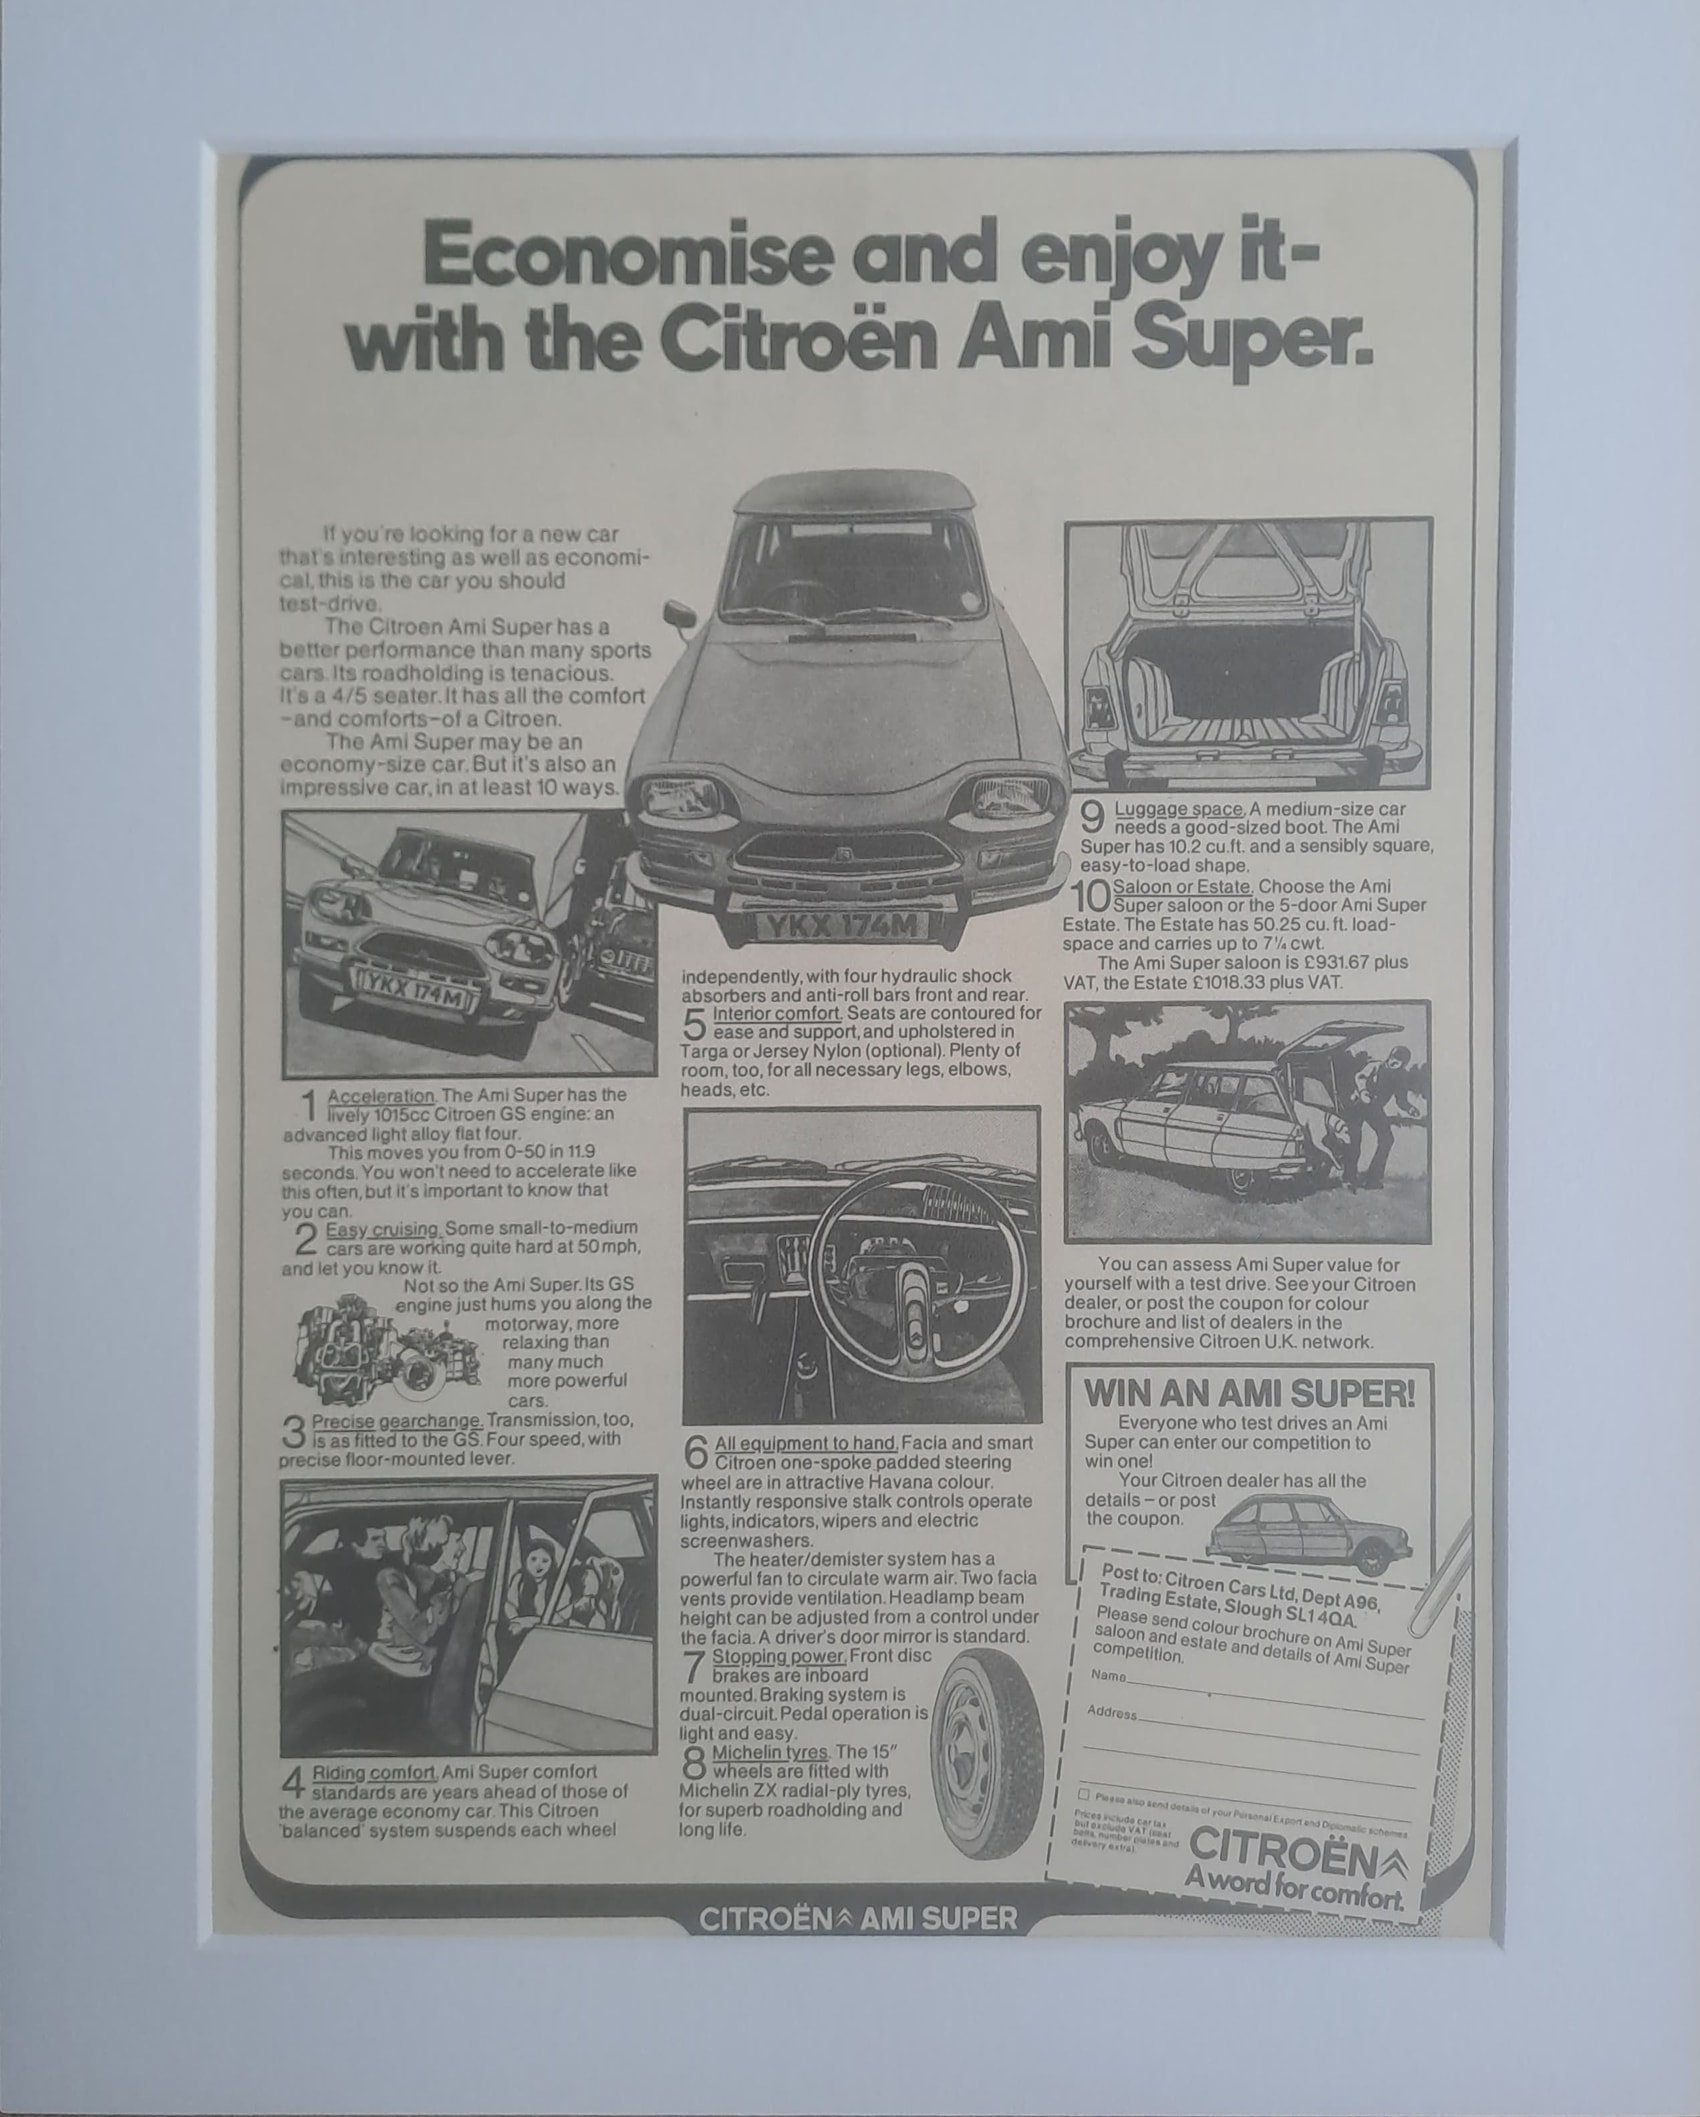 Economise and enjoy it-
with the Citroën Ami Super.
If you're looking for a new car
that's interesting as well as economi-
cal, this is the car you should
test-drive.
The Citroen Ami Super has a
better performance than many sports
cars. Its roadholding is tenacious.
It's a 4/5 seater. It has all the comfort
-and comforts-of a Citroen.
The Ami Super may be an
economy-size car. But it's also an
impressive car, in at least 10 ways.
YKX 174M
1 Acceleration. The Ami Super has the
lively 1015cc Citroen GS engine: an
advanced light alloy flat four.
This moves you from 0-50 in 11.9
seconds. You won't need to accelerate like
this often, but it's important to know that
you can.
2 Easy cruising. Some small-to-medium
cars are working quite hard at 50 mph,
and let you know it.
Not so the Ami Super. Its GS
engine just hums you along the
motorway, more
relaxing than
many much
more powerful
cars.
3 Precise gearchange. Transmission, too,
is as fitted to the GS. Four speed, with
precise floor-mounted lever.
4 Riding comfort. Ami Super comfort
standards are years ahead of those of
the average economy car. This Citroen
'balanced' system suspends each wheel
YKX 174M
independently, with four hydraulic shock
absorbers and anti-roll bars front and rear.
5 Interior comfort. Seats are contoured for
ease and support, and upholstered in
Targa or Jersey Nylon (optional). Plenty of
room, too, for all necessary legs, elbows,
heads, etc.
6 All equipment to hand. Facia and smart
Citroen one-spoke padded steering
wheel are in attractive Havana colour.
Instantly responsive stalk controls operate
lights, indicators, wipers and electric
screenwashers.
The heater/demister system has a
powerful fan to circulate warm air. Two facia
vents provide ventilation. Headlamp beam
height can be adjusted from a control under
the facia. A driver's door mirror is standard.
7 Stopping power. Front disc
brakes are inboard
mounted. Braking system is
dual-circuit. Pedal operation is
light and easy.
8 Michelin tyres. The 15"
wheels are fitted with
Michelin ZX radial-ply tyres,
for superb roadholding and
long life.
9 Luggage space. A medium-size car
needs a good-sized boot. The Ami
Super has 10.2 cu.ft. and a sensibly square,
easy-to-load shape.
10 Saloon or Estate. Choose the Ami
Super saloon or the 5-door Ami Super
Estate. The Estate has 50.25 cu. ft. load-
space and carries up to 7¼ cwt.
The Ami Super saloon is £931.67 plus
VAT, the Estate £1018.33 plus VAT.
You can assess Ami Super value for
yourself with a test drive. See your Citroen
dealer, or post the coupon for colour
brochure and list of dealers in the
comprehensive Citroen U.K. network.
WIN AN AMI SUPER!
Everyone who test drives an Ami
Super can enter our competition to
win one!
Your Citroen dealer has all the
details – or post
the coupon.
Post to: Citroen Cars Ltd, Dept A96,
Trading Estate, Slough SL1 4QA.
Please send colour brochure on Ami Super
saloon and estate and details of Ami Super
competition.
Name
Address
Please also send details of your Personal Export and Diplomatic schemes
Prices include car tax
but exclude VAT (seat
belts, number plates and
delivery extra).
CITROËN
A word for comfort.
CITROËN AMI SUPER